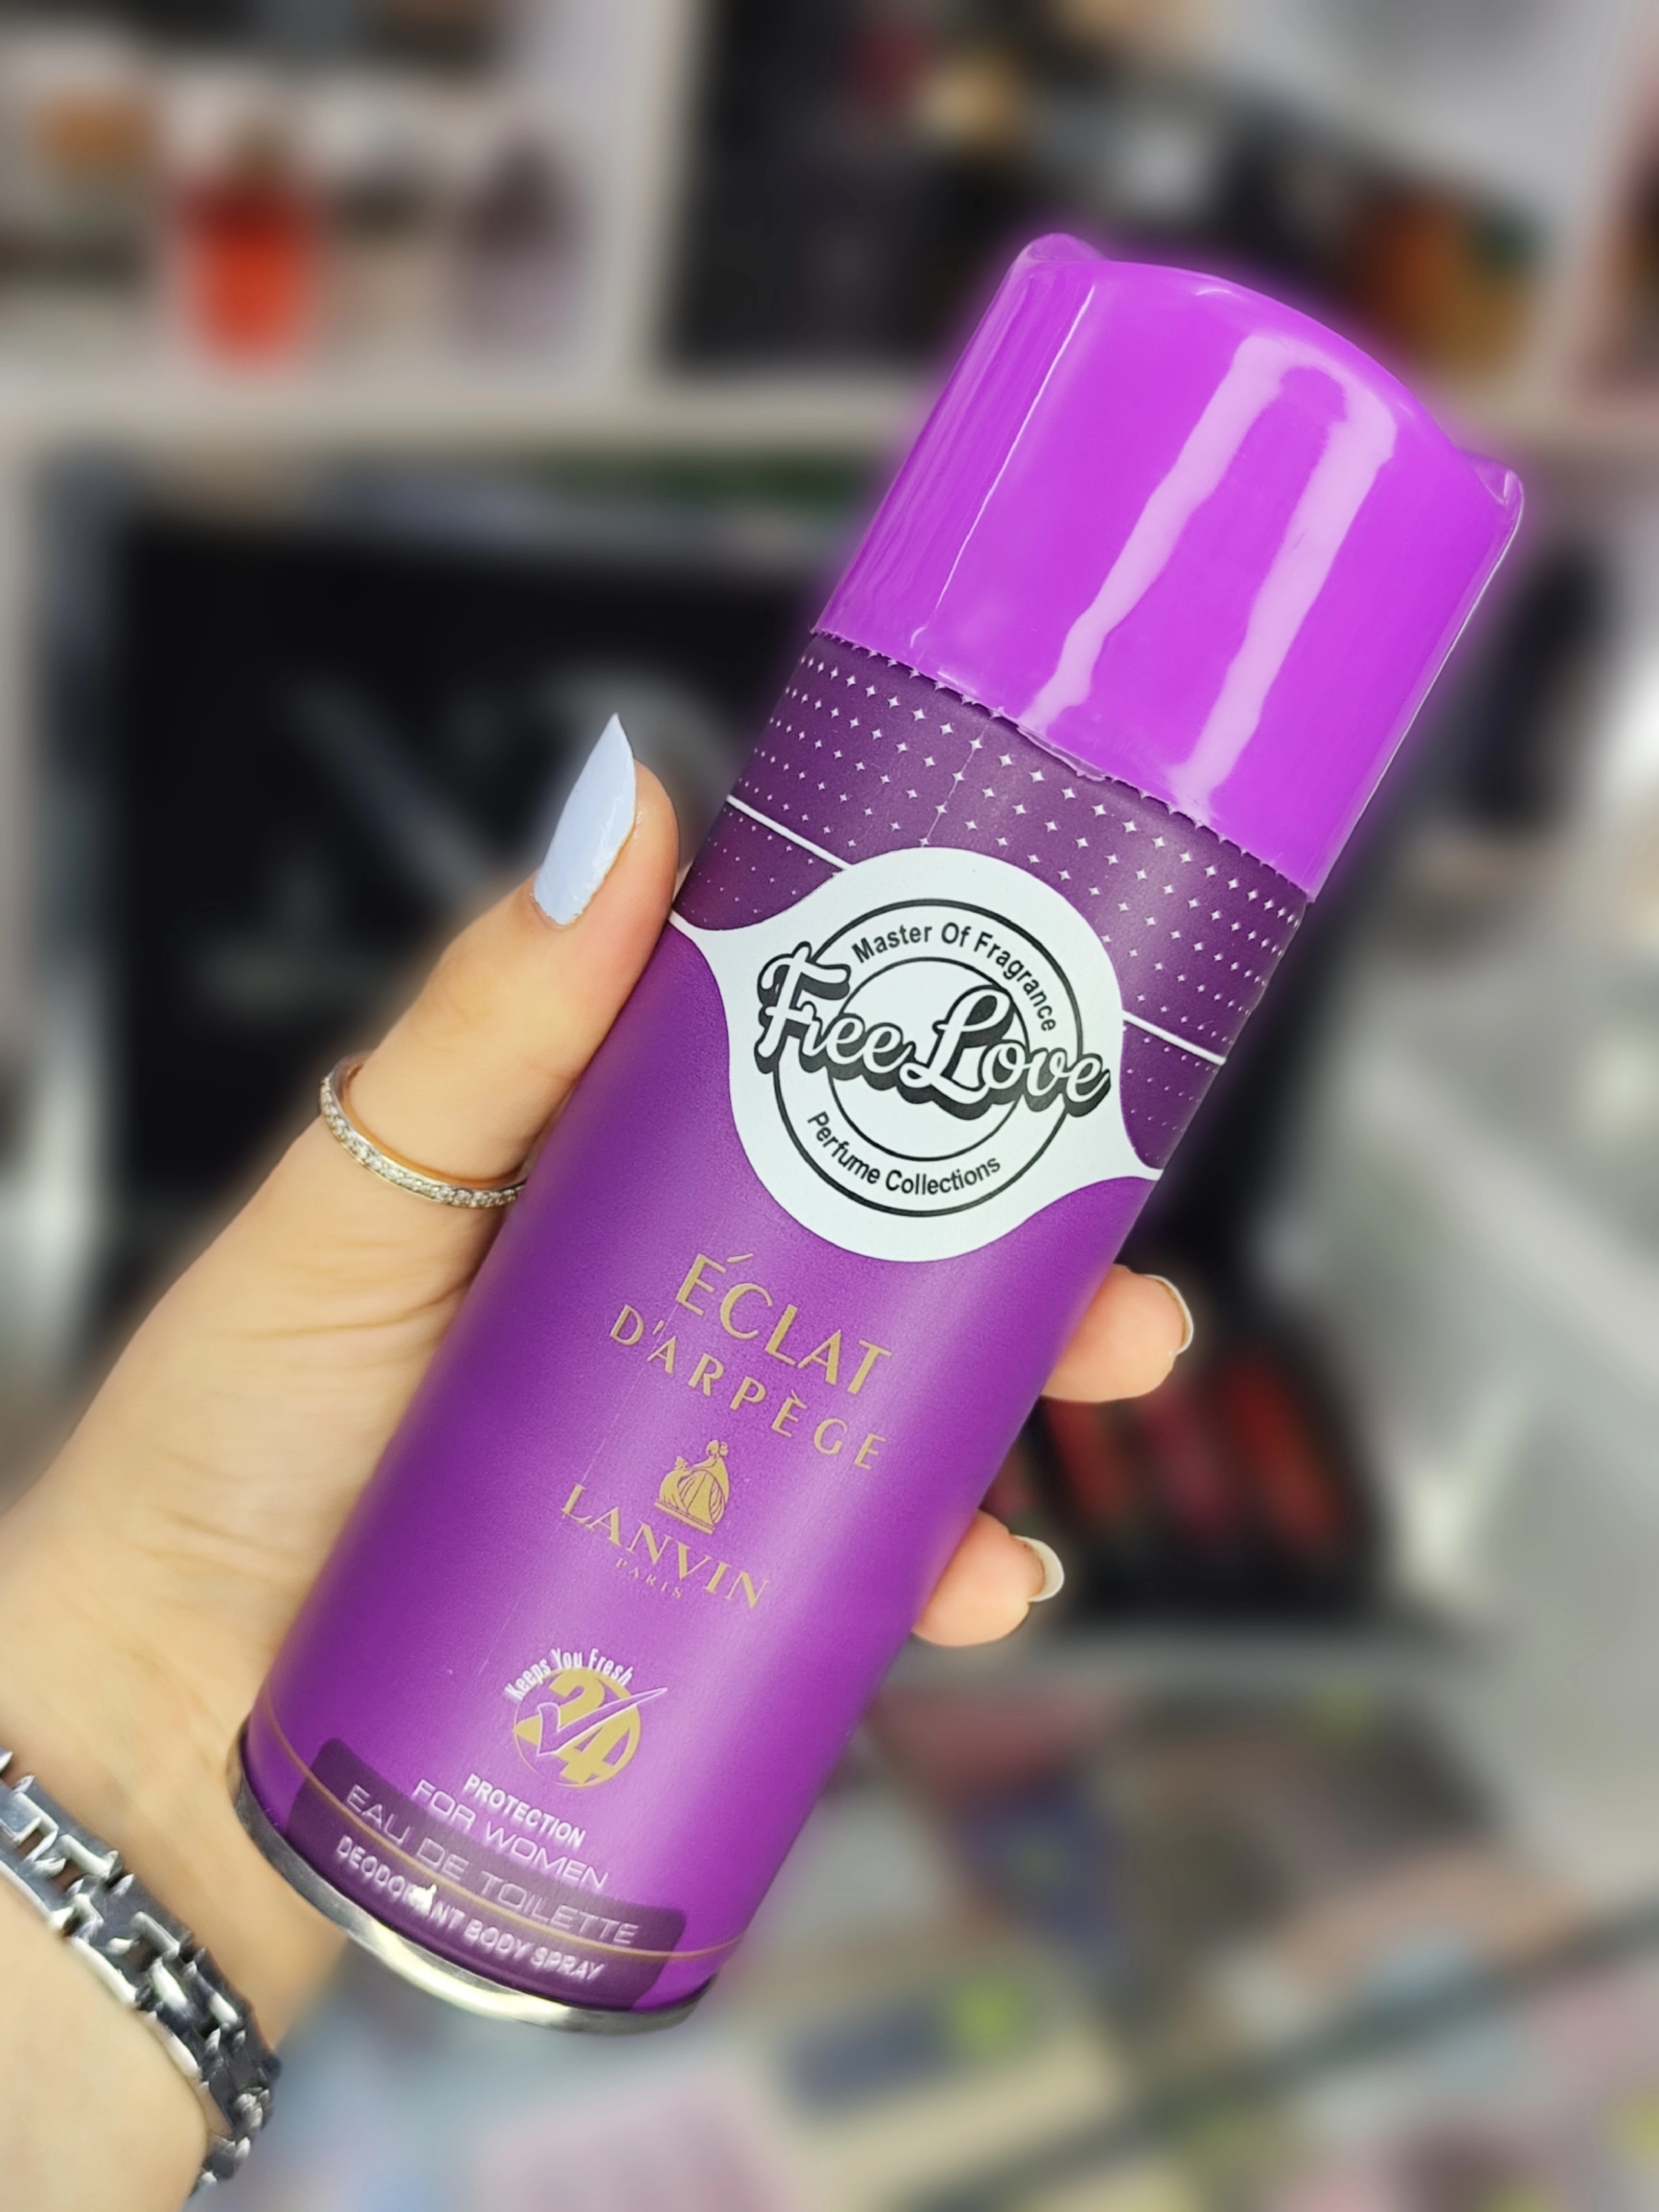 Master Of Fragrance
Free Love
Perfume Collections
ÉCLAT
D'ARPÈGE
LANVIN
PARIS
Keeps You Fresh
24
PROTECTION
FOR WOMEN
EAU DE TOILETTE
DEODORANT BODY SPRAY